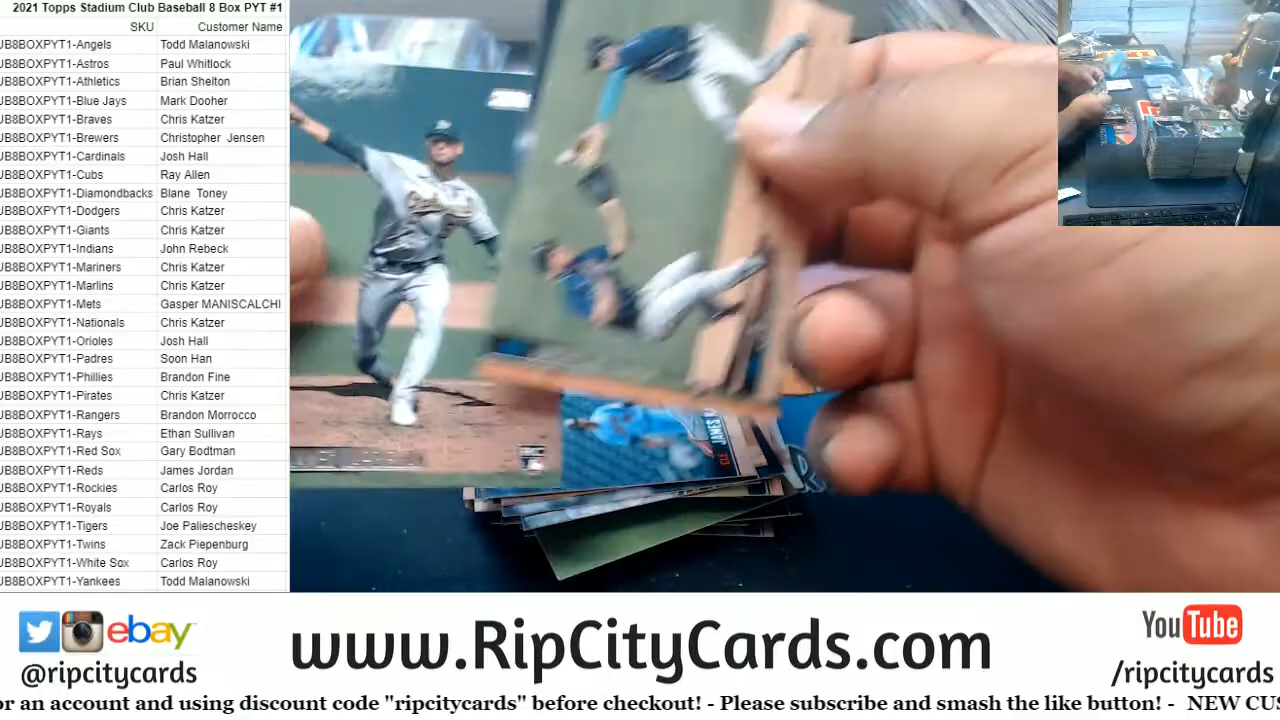 2021 Topps Stadium Club Baseball 8 Box PYT #1
SKU Customer Name
JB8BOXPYT1-Angels Todd Malanowski
JB8BOXPYT1-Astros Paul Whitlock
JB8BOXPYT1-Athletics Brian Shelton
JB8BOXPYT1-Blue Jays Mark Dooher
JB8BOXPYT1-Braves Chris Katzer
JB8BOXPYT1-Brewers Christopher Jensen
JB8BOXPYT1-Cardinals Josh Hall
JB8BOXPYT1-Cubs Ray Allen
JB8BOXPYT1-Diamondbacks Blane Toney
JB8BOXPYT1-Dodgers Chris Katzer
JB8BOXPYT1-Giants Chris Katzer
JB8BOXPYT1-Indians John Rebeck
JB8BOXPYT1-Mariners Chris Katzer
JB8BOXPYT1-Marlins Chris Katzer
JB8BOXPYT1-Mets Gasper MANISCALCHI
JB8BOXPYT1-Nationals Chris Katzer
JB8BOXPYT1-Orioles Josh Hall
JB8BOXPYT1-Padres Soon Han
JB8BOXPYT1-Phillies Brandon Fine
JB8BOXPYT1-Pirates Chris Katzer
JB8BOXPYT1-Rangers Brandon Morrocco
JB8BOXPYT1-Rays Ethan Sullivan
JB8BOXPYT1-Red Sox Gary Bodtman
JB8BOXPYT1-Reds James Jordan
JB8BOXPYT1-Rockies Carlos Roy
JB8BOXPYT1-Royals Carlos Roy
JB8BOXPYT1-Tigers Joe Paliescheskey
JB8BOXPYT1-Twins Zack Piepenburg
JB8BOXPYT1-White Sox Carlos Roy
JB8BOXPYT1-Yankees Todd Malanowski
JAMES
CLE
ebay
@ripcitycards
www.RipCityCards.com
YouTube
/ripcitycards
or an account and using discount code "ripcitycards" before checkout! - Please subscribe and smash the like button! - NEW CUS